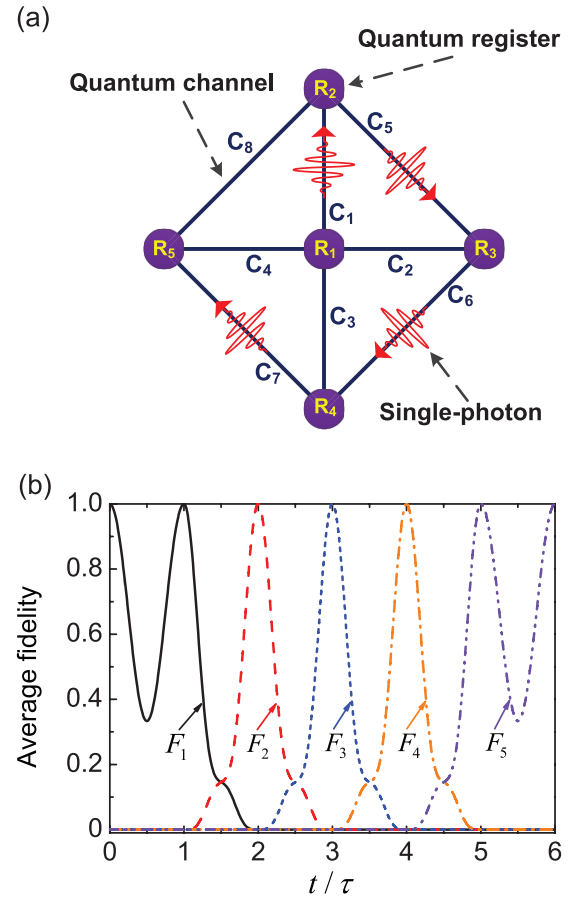 (a)
Quantum register
Quantum channel
R2
C8
C5
C1
R5
C4
R1
C2
R3
C3
C6
C7
R4
Single-photon
(b)
Average fidelity
1.0
0.8
0.6
0.4
0.2
0
F1
F2
F3
F4
F5
0 1 2 3 4 5 6
t / τ